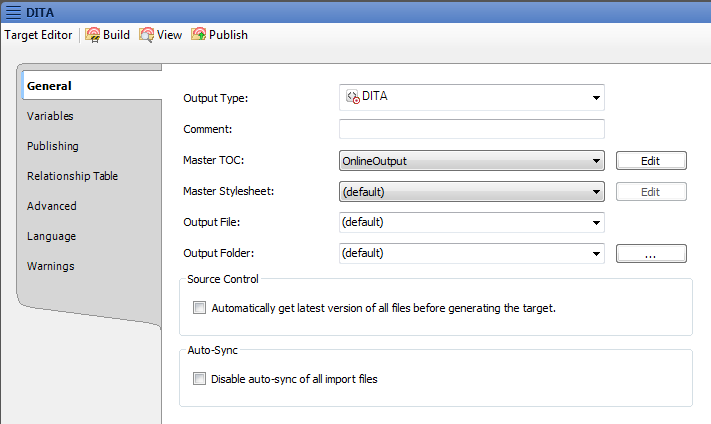 DITA
Target Editor Build View Publish
General
Variables
Publishing
Relationship Table
Advanced
Language
Warnings
Output Type: DITA
Comment:
Master TOC: OnlineOutput Edit
Master Stylesheet: (default) Edit
Output File: (default)
Output Folder: (default) ...
Source Control
Automatically get latest version of all files before generating the target.
Auto-Sync
Disable auto-sync of all import files